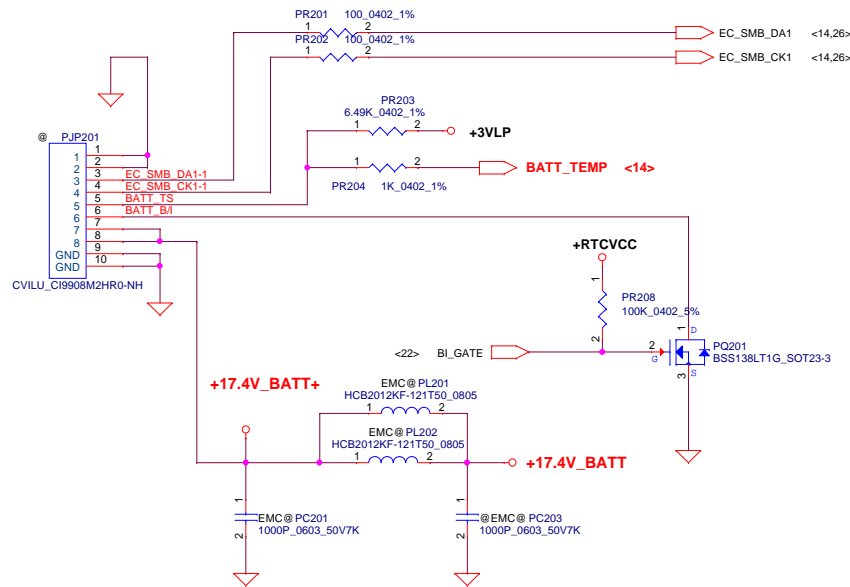 PR201 100_0402_1%
1 2
EC_SMB_DA1 <14,26>
PR202 100_0402_1%
1 2
EC_SMB_CK1 <14,26>
PR203
6.49K_0402_1%
1 2
+3VLP
@ PJP201
1 1
2 2
3 3 EC_SMB_DA1-1
4 4 EC_SMB_CK1-1
5 5 BATT_TS
6 6 BATT_B/I
7 7
8 8
GND 9
GND 10
CVILU_CI9908M2HR0-NH
1 2
BATT_TEMP <14>
PR204 1K_0402_1%
+RTCVCC
1
PR208
100K_0402_5%
2
<22> BI_GATE
1 D
2 G
3 S
PQ201
BSS138LT1G_SOT23-3
+17.4V_BATT+
EMC@ PL201
HCB2012KF-121T50_0805
1 2
EMC@ PL202
HCB2012KF-121T50_0805
1 2
+17.4V_BATT
1
EMC@ PC201
1000P_0603_50V7K
2
1
@EMC@ PC203
1000P_0603_50V7K
2